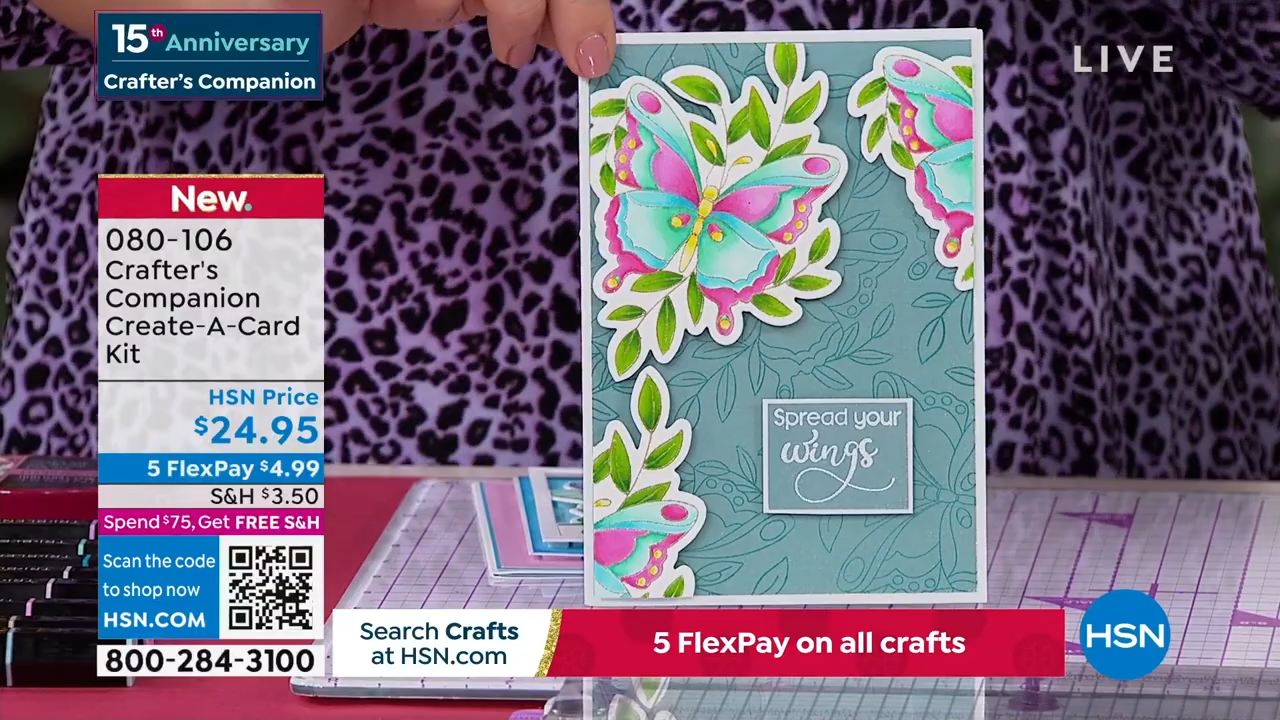 15th Anniversary
Crafter's Companion
LIVE
New.
080-106
Crafter's
Companion
Create-A-Card
Kit
HSN Price
$24.95
5 FlexPay $4.99
S&H $3.50
Spend $75, Get FREE S&H
Scan the code
to shop now
HSN.COM
800-284-3100
Spread your
wings
Search Crafts
at HSN.com
5 FlexPay on all crafts
HSN